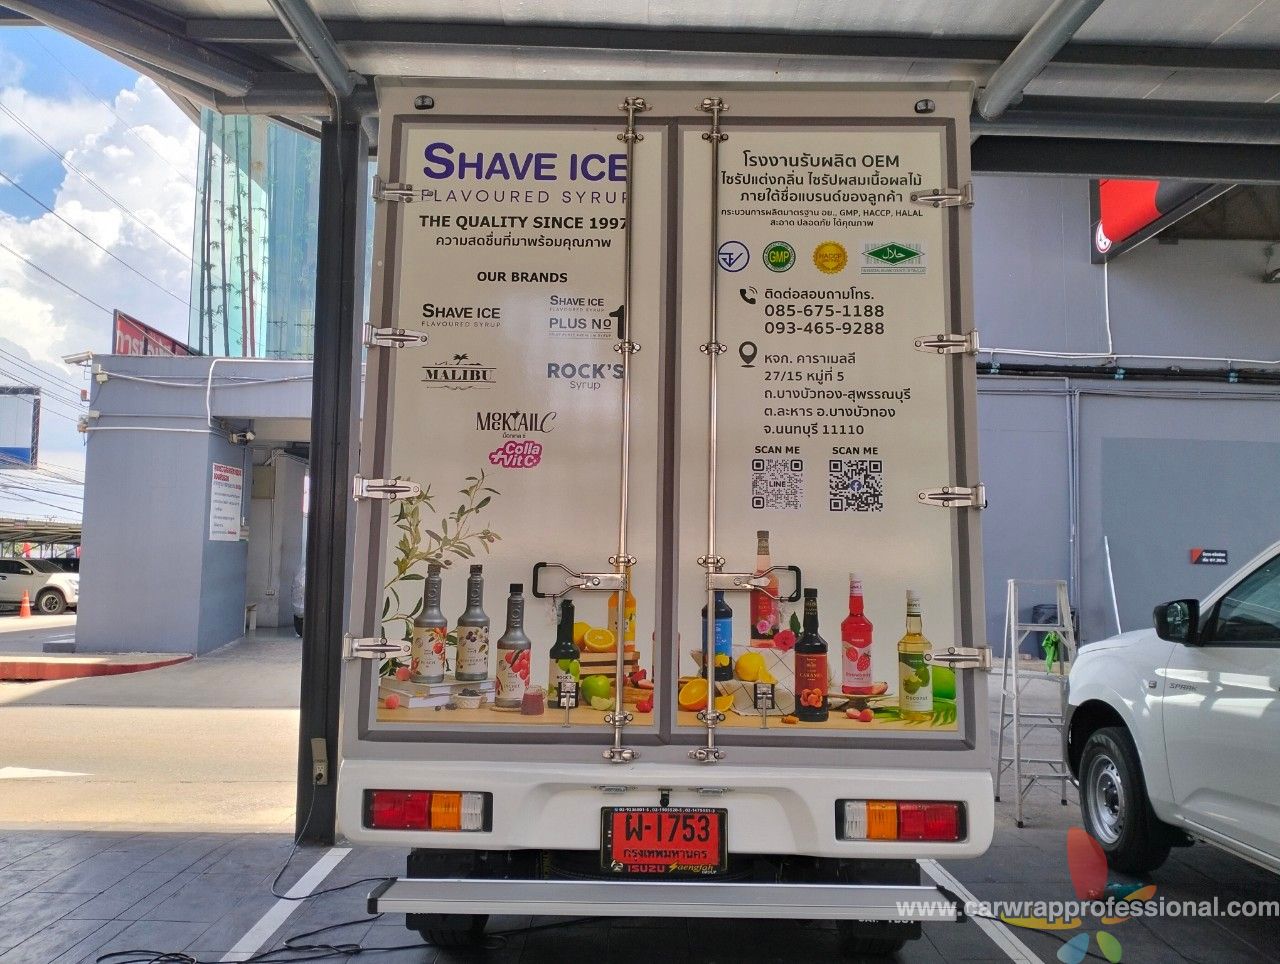 SHAVE ICE
FLAVOURED SYRUP
THE QUALITY SINCE 1997
ความสดชื่นที่มาพร้อมคุณภาพ
OUR BRANDS
SHAVE ICE
FLAVOURED SYRUP
SHAVE ICE
FLAVOURED SYRUP
PLUS No 1
MALIBU
ROCK'S
Syrup
MOCKTAIL C
+Colla
+Vit C
โรงงานรับผลิต OEM
ไซรัปแต่งกลิ่น ไซรัปผสมเนื้อผลไม้
ภายใต้ชื่อแบรนด์ของลูกค้า
กระบวนการผลิตมาตรฐาน อย., GMP, HACCP, HALAL
สะอาด ปลอดภัย ได้คุณภาพ
GMP
HACCP
ติดต่อสอบถามโทร.
085-675-1188
093-465-9288
หจก. คาราเมลลี
27/15 หมู่ที่ 5
ถ.บางบัวทอง-สุพรรณบุรี
ต.ละหาร อ.บางบัวทอง
จ.นนทบุรี 11110
SCAN ME
SCAN ME
LINE
ROCK'S
CARAMEL
Coconut
SPARK
ฝ-1753
กรุงเทพมหานคร
ISUZU Saengfah
GROUP
www.carwrapprofessional.com